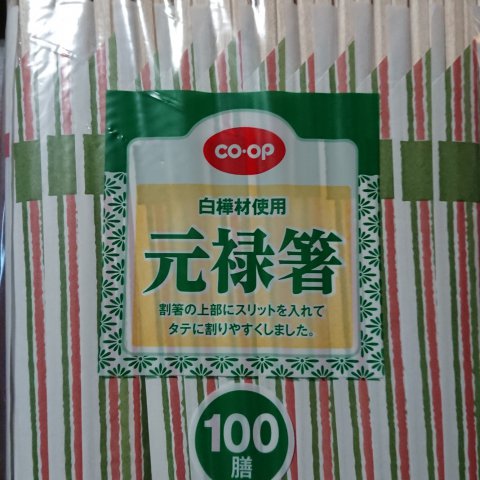 CO·OP
白樺材使用
元禄箸
割箸の上部にスリットを入れて
タテに割りやすくしました。
100
膳